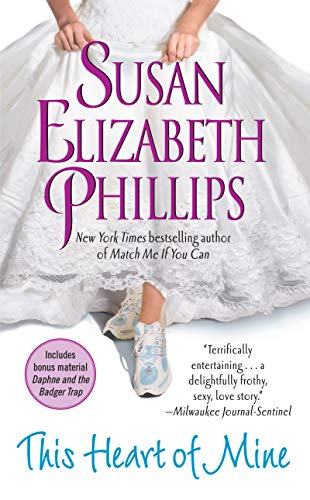 SUSAN
ELIZABETH
PHILLIPS
New York Times bestselling author
of Match Me If You Can
Includes
bonus material
Daphne and the
Badger Trap
"Terrifically
entertaining . . . a
delightfully frothy,
sexy, love story."
—Milwaukee Journal-Sentinel
This Heart of Mine